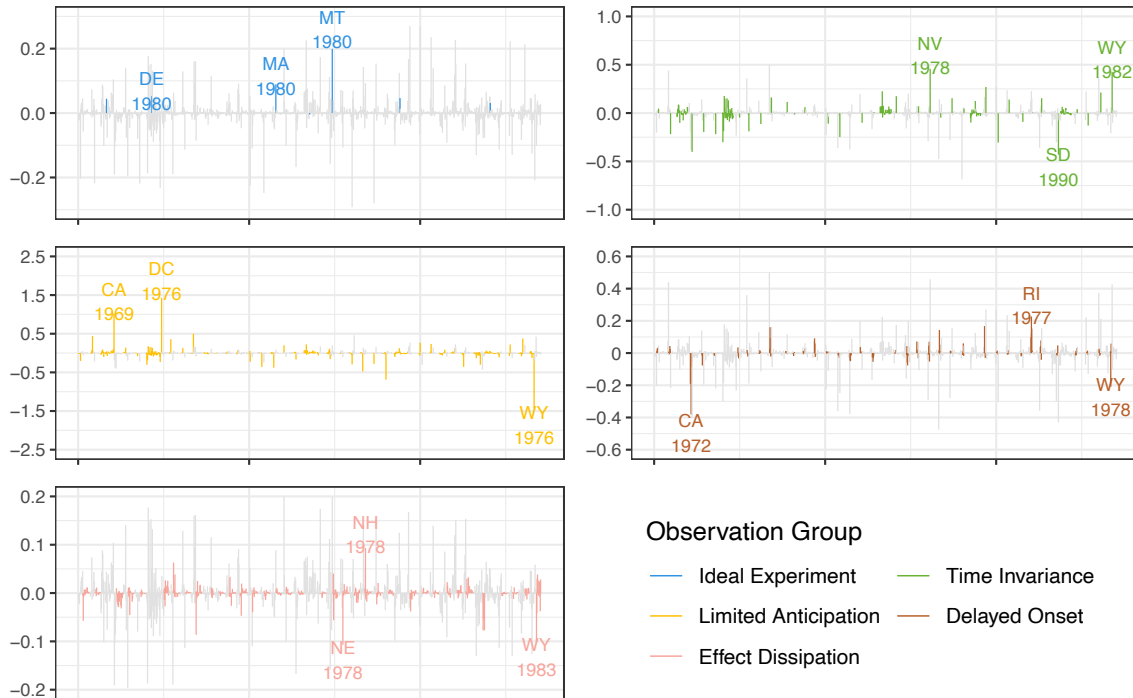 0.2
0.0
−0.2
MT
1980
MA
1980
DE
1980
1.0
0.5
0.0
−0.5
−1.0
NV
1978
WY
1982
SD
1990
2.5
1.5
0.5
−0.5
−1.5
−2.5
DC
1976
CA
1969
WY
1976
0.6
0.4
0.2
0
−0.2
−0.4
−0.6
RI
1977
WY
1978
CA
1972
0.2
0.1
0.0
−0.1
−0.2
NH
1978
NE
1978
WY
1983
Observation Group
Ideal Experiment
Time Invariance
Limited Anticipation
Delayed Onset
Effect Dissipation